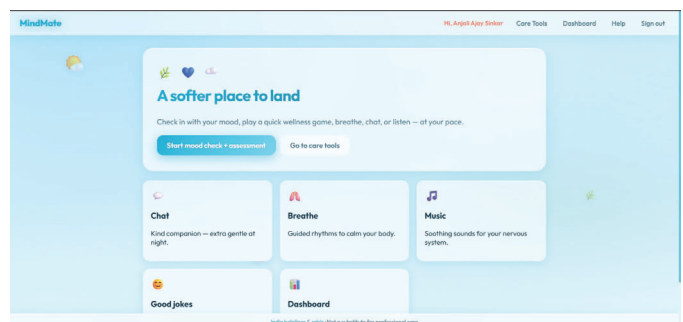 MindMate
Hi, Anjali Ajay Sinkar
Care Tools
Dashboard
Help
Sign out
A softer place to land
Check in with your mood, play a quick wellness game, breathe, chat, or listen — at your pace.
Start mood check + assessment
Go to care tools
Chat
Kind companion — extra gentle at
night.
Breathe
Guided rhythms to calm your body.
Music
Soothing sounds for your nervous
system.
Good jokes
Dashboard